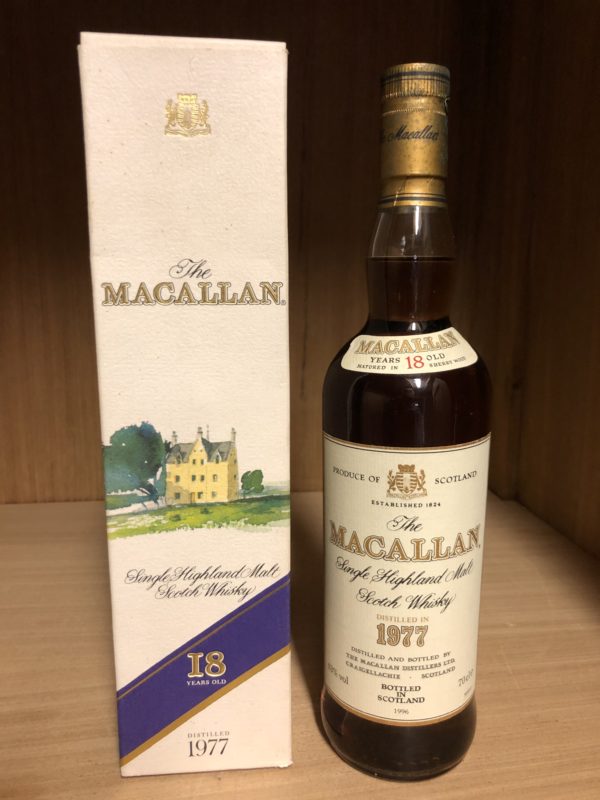 The
MACALLAN
Single Highland Malt
Scotch Whisky
18
YEARS OLD
DISTILLED
1977
Macallan
MACALLAN
YEARS 18 OLD
MATURED IN SHERRY WOOD
PRODUCE OF SCOTLAND
ESTABLISHED 1824
The
MACALLAN
Single Highland Malt
Scotch Whisky
DISTILLED IN
1977
DISTILLED AND BOTTLED BY
THE MACALLAN DISTILLERS LTD.
CRAIGELLACHIE · SCOTLAND
BOTTLED
IN
SCOTLAND
1996